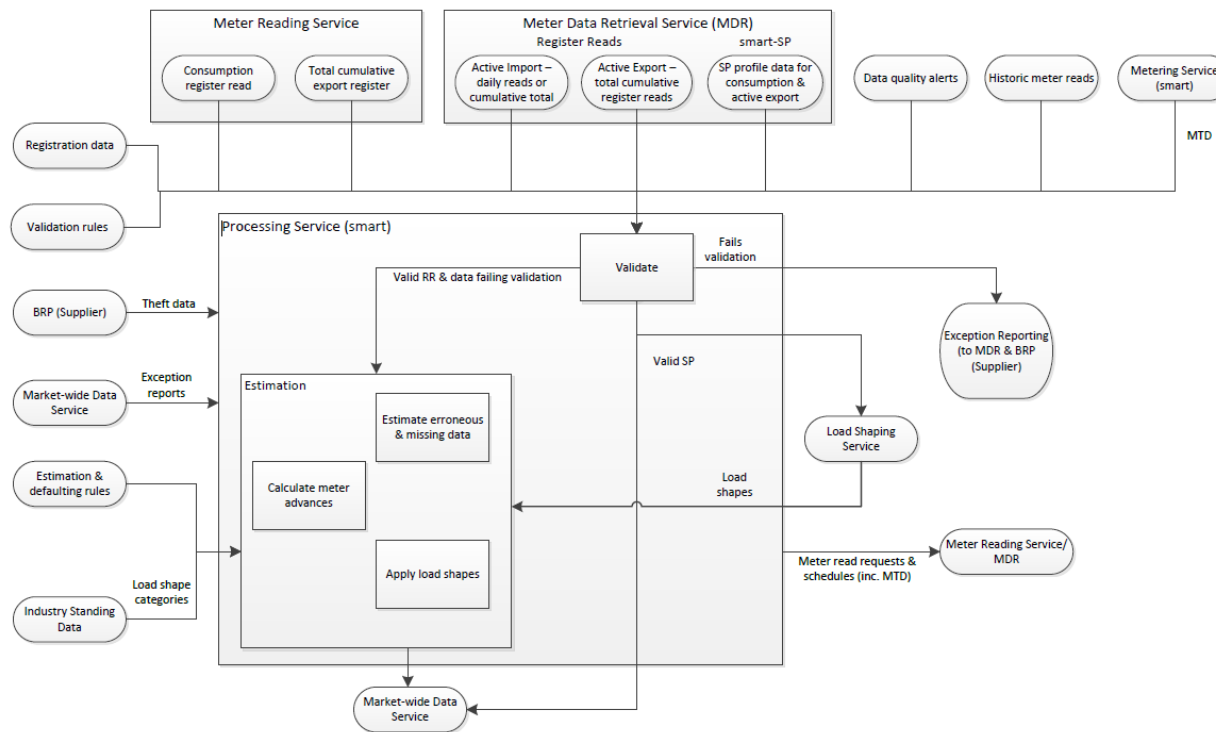 Meter Reading Service
Consumption
register read
Total cumulative
export register
Meter Data Retrieval Service (MDR)
Register Reads
smart-SP
Active Import –
daily reads or
cumulative total
Active Export –
total cumulative
register reads
SP profile data for
consumption &
active export
Data quality alerts
Historic meter reads
Metering Service
(smart)
MTD
Registration data
Validation rules
Processing Service (smart)
Validate
Fails
validation
Valid RR & data failing validation
BRP (Supplier)
Theft data
Exception Reporting
(to MDR & BRP
(Supplier)
Valid SP
Market-wide Data
Service
Exception
reports
Estimation
Estimate erroneous
& missing data
Load Shaping
Service
Estimation &
defaulting rules
Calculate meter
advances
Load
shapes
Apply load shapes
Meter read requests &
schedules (inc. MTD)
Meter Reading Service/
MDR
Load shape
categories
Industry Standing
Data
Market-wide Data
Service